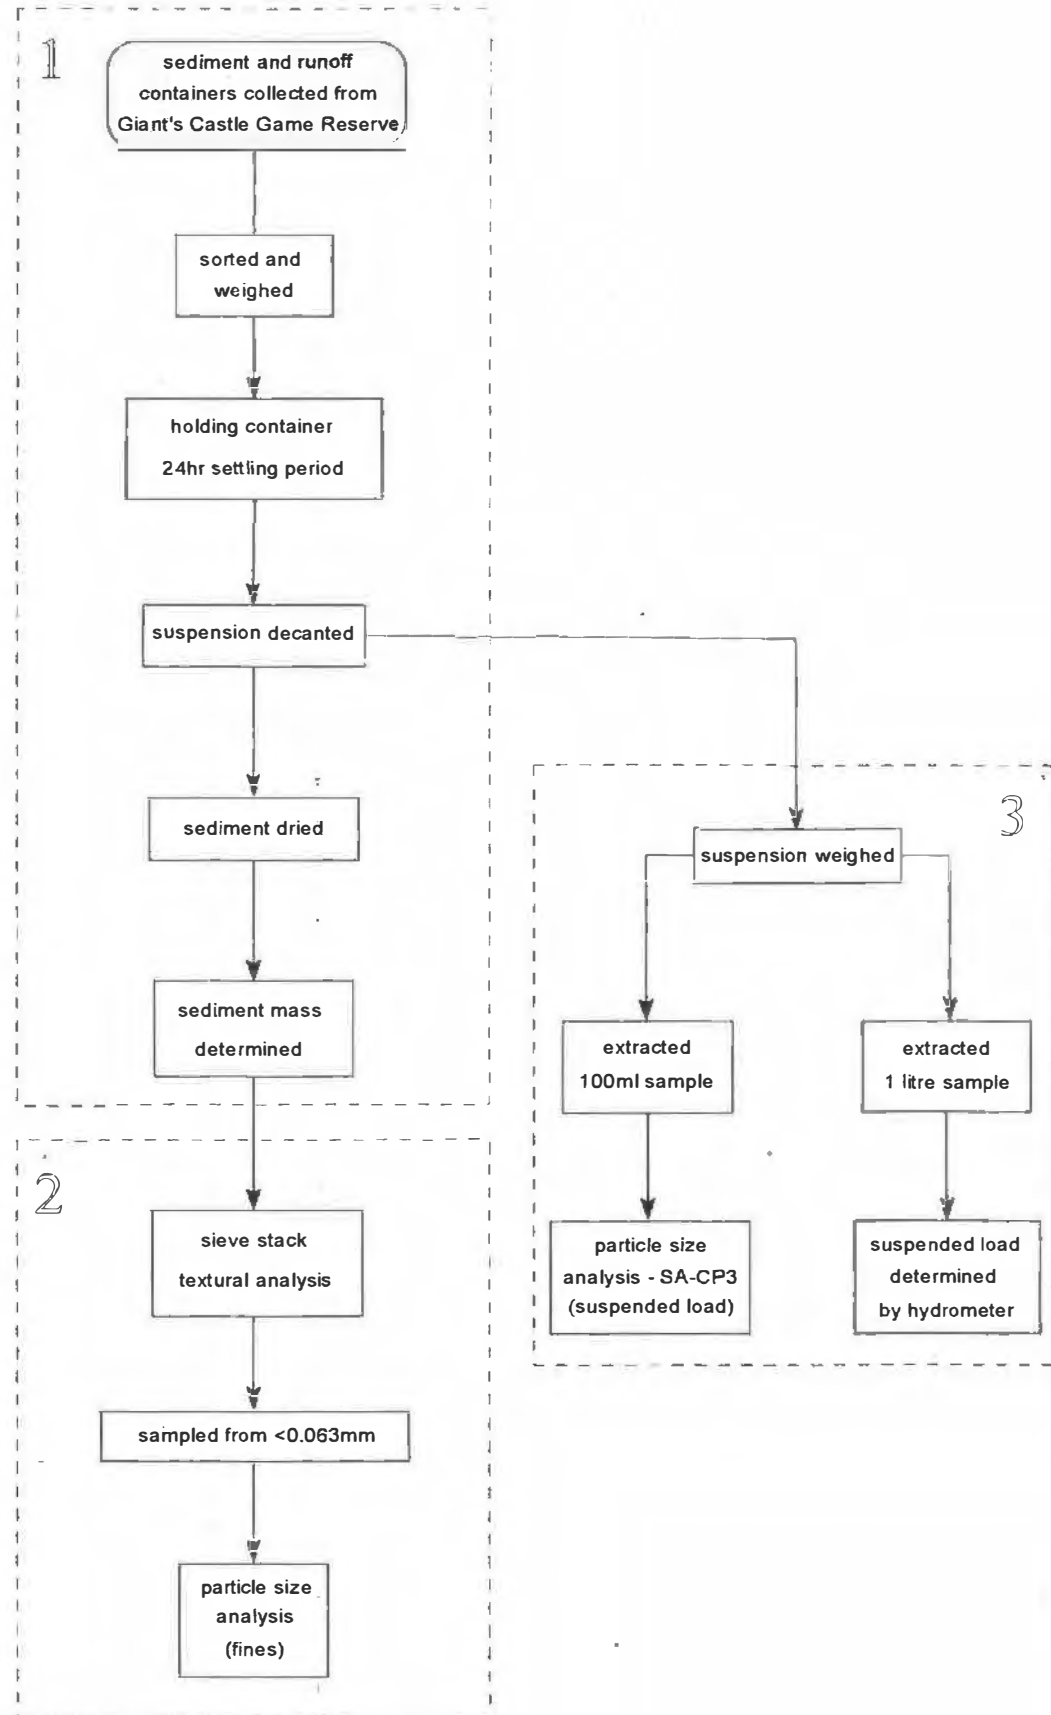 1
sediment and runoff
containers collected from
Giant's Castle Game Reserve
sorted and
weighed
holding container
24hr settling period
suspension decanted
sediment dried
sediment mass
determined
2
sieve stack
textural analysis
sampled from <0.063mm
particle size
analysis
(fines)
3
suspension weighed
extracted
100ml sample
extracted
1 litre sample
particle size
analysis - SA-CP3
(suspended load)
suspended load
determined
by hydrometer